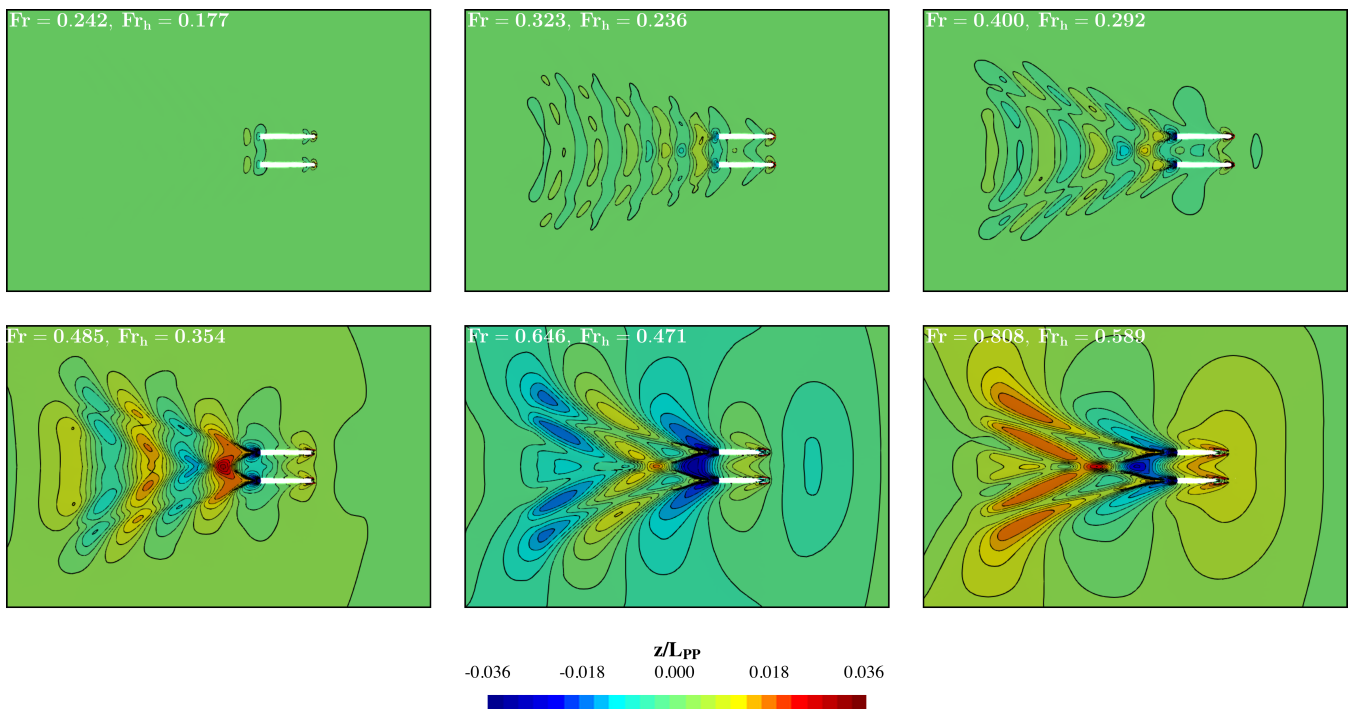 Fr = 0.242, Fr_h = 0.177
Fr = 0.323, Fr_h = 0.236
Fr = 0.400, Fr_h = 0.292
Fr = 0.485, Fr_h = 0.354
Fr = 0.646, Fr_h = 0.471
Fr = 0.808, Fr_h = 0.589
z/L_PP
-0.036 -0.018 0.000 0.018 0.036